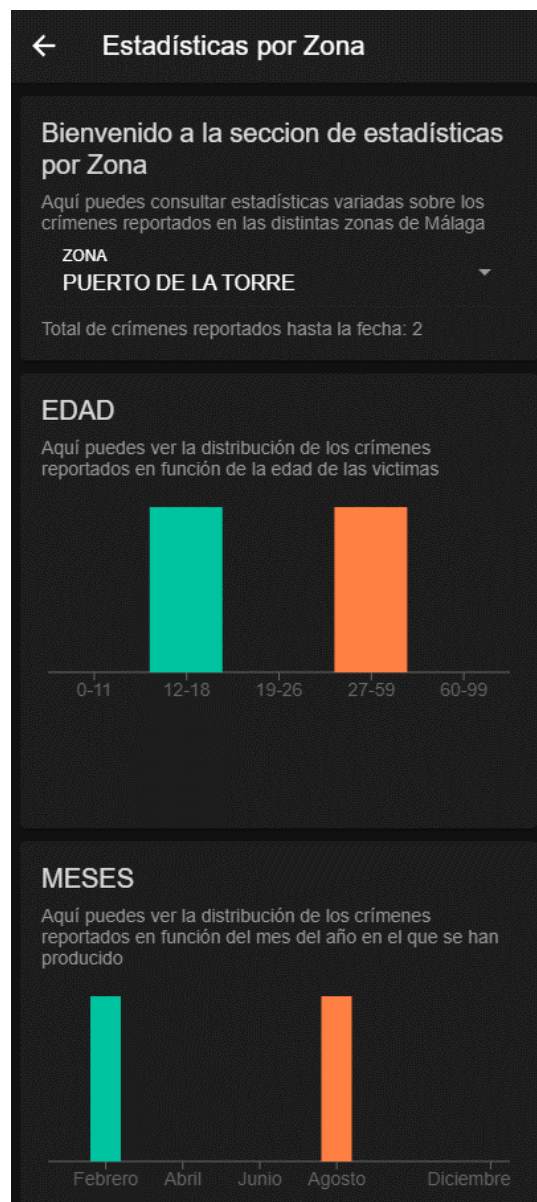 Estadísticas por Zona
Bienvenido a la seccion de estadísticas
por Zona
Aquí puedes consultar estadísticas variadas sobre los
crímenes reportados en las distintas zonas de Málaga
ZONA
PUERTO DE LA TORRE
Total de crímenes reportados hasta la fecha: 2
EDAD
Aquí puedes ver la distribución de los crímenes
reportados en función de la edad de las victimas
0-11 12-18 19-26 27-59 60-99
MESES
Aquí puedes ver la distribución de los crímenes
reportados en función del mes del año en el que se han
producido
Febrero Abril Junio Agosto Diciembre